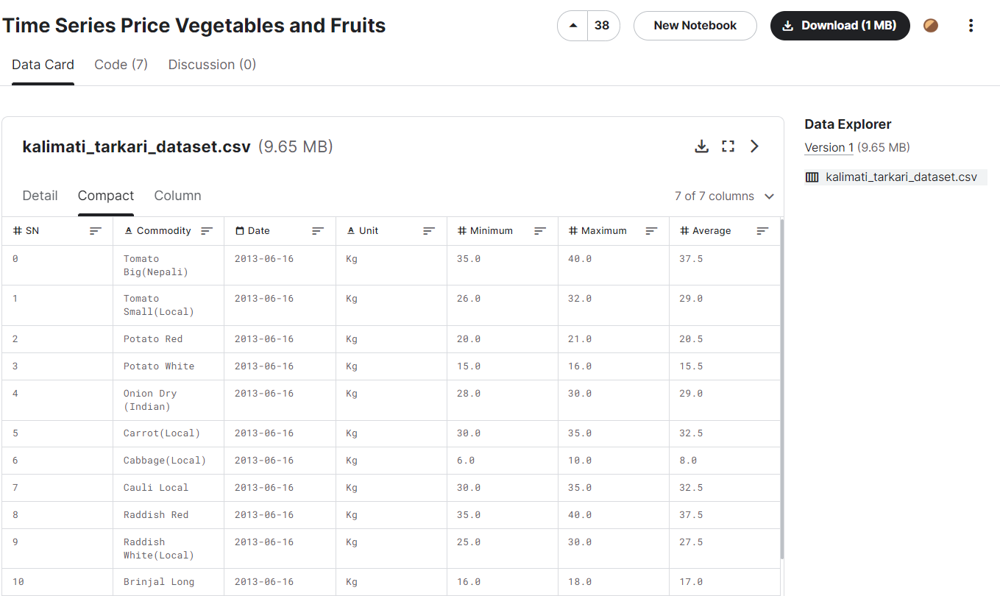 Time Series Price Vegetables and Fruits
38
New Notebook
Download (1 MB)
Data Card
Code (7)
Discussion (0)
kalimati_tarkari_dataset.csv (9.65 MB)
Data Explorer
Version 1 (9.65 MB)
kalimati_tarkari_dataset.csv
Detail
Compact
Column
7 of 7 columns
# SN
Commodity
Date
Unit
# Minimum
# Maximum
# Average
0
Tomato
Big(Nepali)
2013-06-16
Kg
35.0
40.0
37.5
1
Tomato
Small(Local)
2013-06-16
Kg
26.0
32.0
29.0
2
Potato Red
2013-06-16
Kg
20.0
21.0
20.5
3
Potato White
2013-06-16
Kg
15.0
16.0
15.5
4
Onion Dry
(Indian)
2013-06-16
Kg
28.0
30.0
29.0
5
Carrot(Local)
2013-06-16
Kg
30.0
35.0
32.5
6
Cabbage(Local)
2013-06-16
Kg
6.0
10.0
8.0
7
Cauli Local
2013-06-16
Kg
30.0
35.0
32.5
8
Raddish Red
2013-06-16
Kg
35.0
40.0
37.5
9
Raddish
White(Local)
2013-06-16
Kg
25.0
30.0
27.5
10
Brinjal Long
2013-06-16
Kg
16.0
18.0
17.0